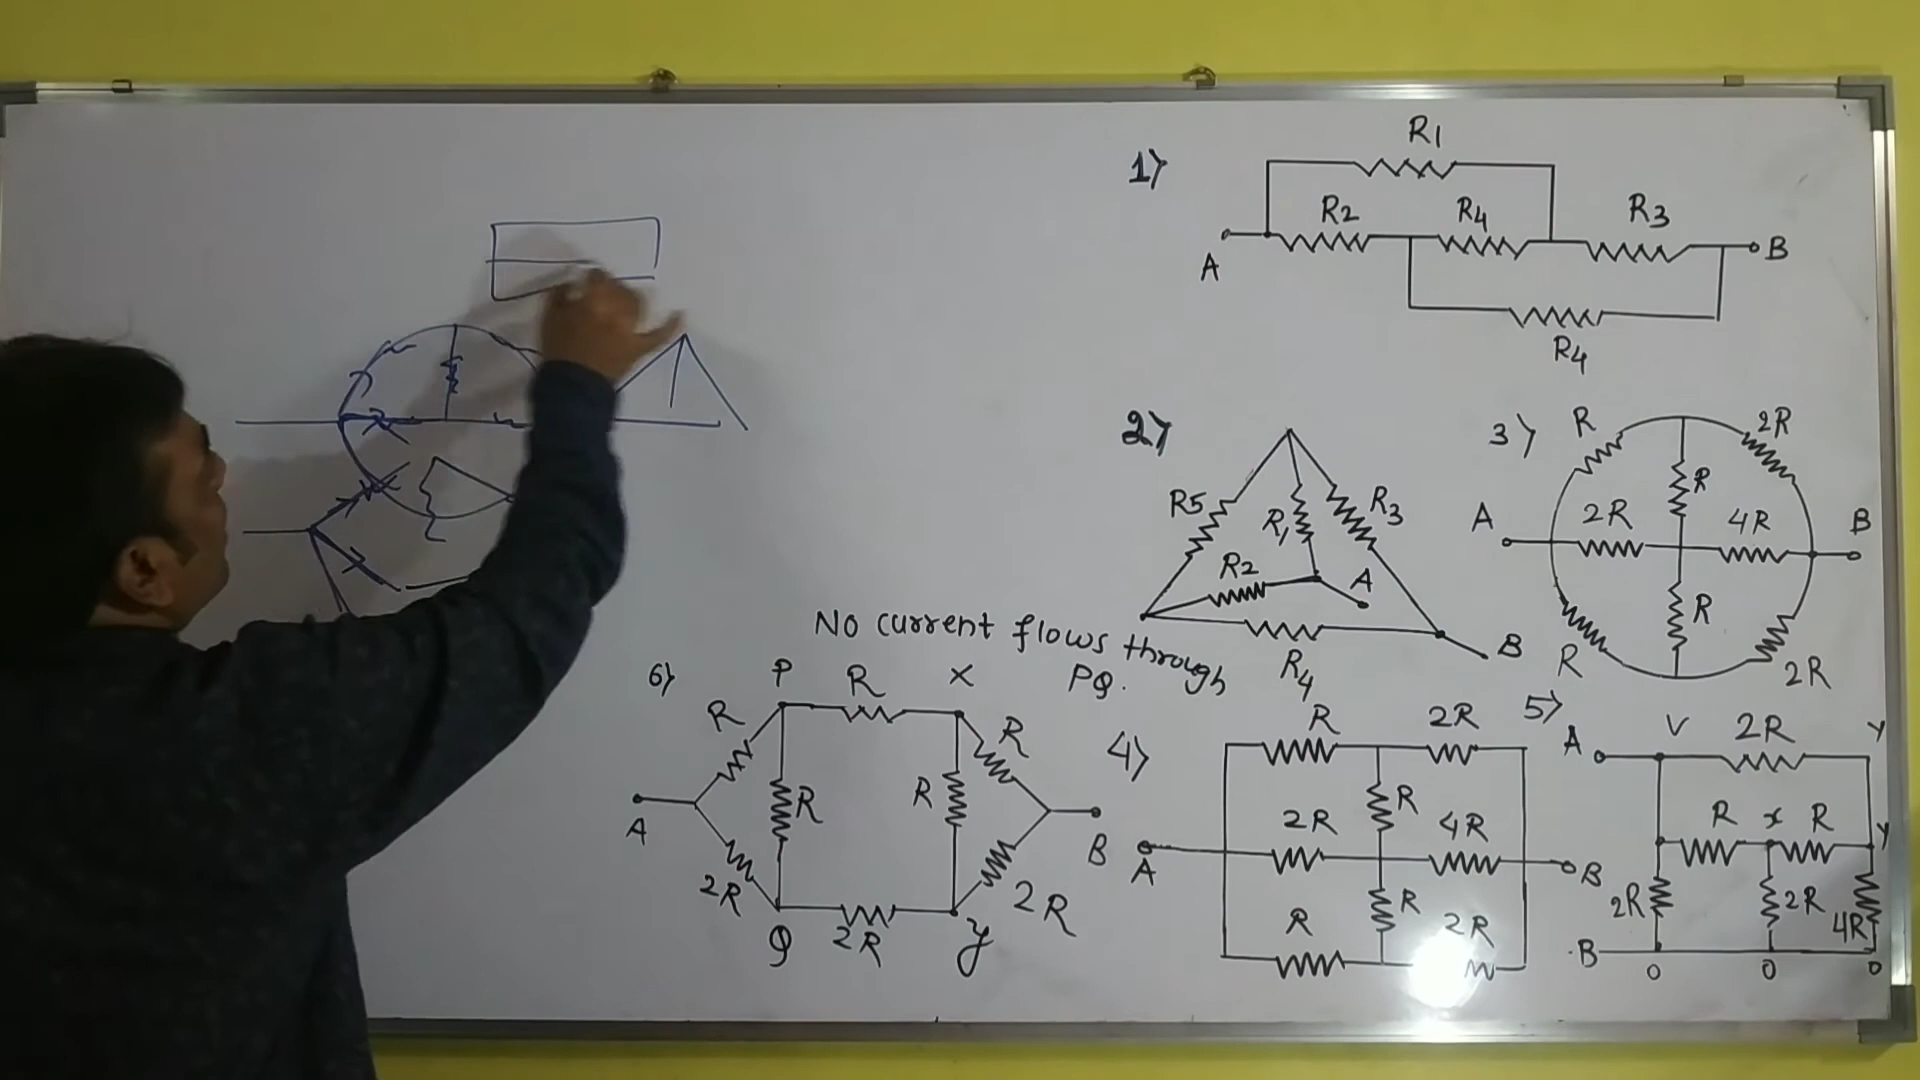 1) R1
R2 R4 R3
A B
R4
2)
R5 R1 R3
R2 A
R4 B
3) R 2R
R
A 2R 4R B
R
R 2R
No current flows through
PQ.
6) P R X
R R
R R
A B
2R 2R
Q 2R y
4) R 2R
R
2R 4R
A B
R
R 2R
5) A V 2R Y
R x R Y
2R 2R 4R
B 0 0 0